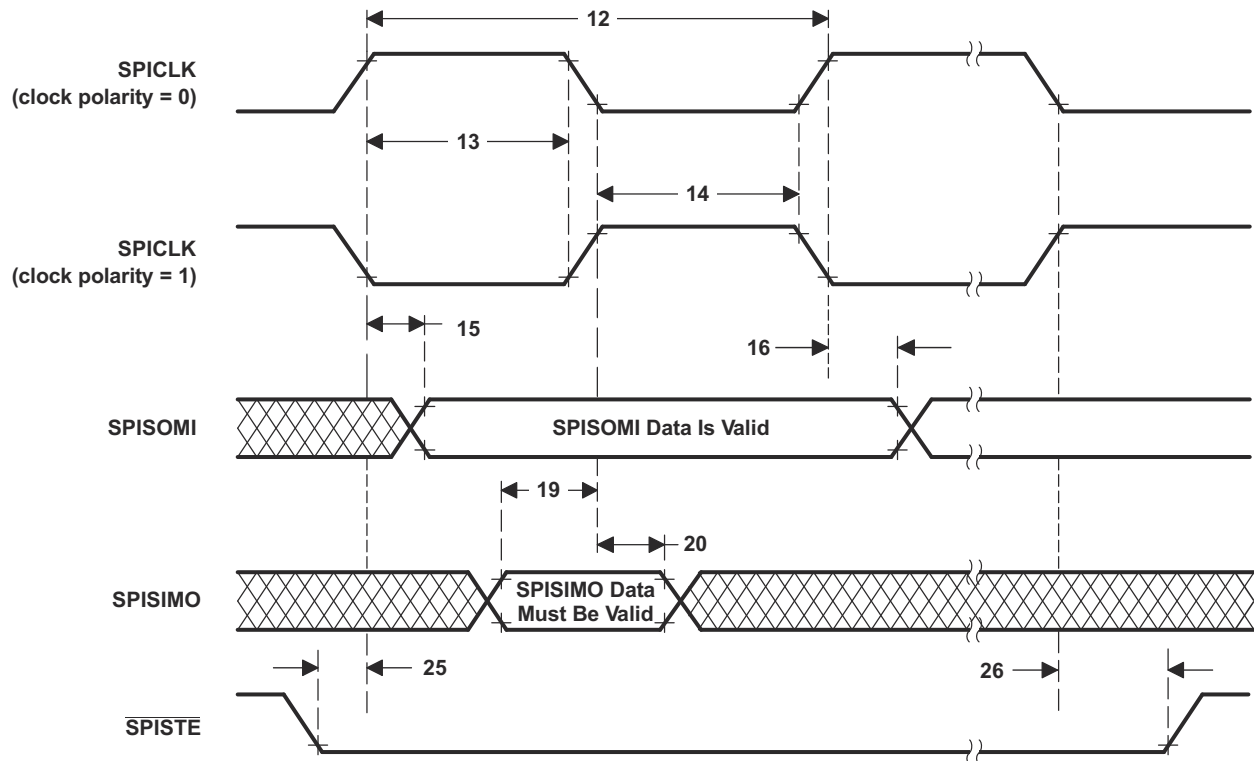 12
SPICLK
(clock polarity = 0)
13
14
SPICLK
(clock polarity = 1)
15
16
SPISOMI
SPISOMI Data Is Valid
19
20
SPISIMO
SPISIMO Data
Must Be Valid
25
26
SPISTE